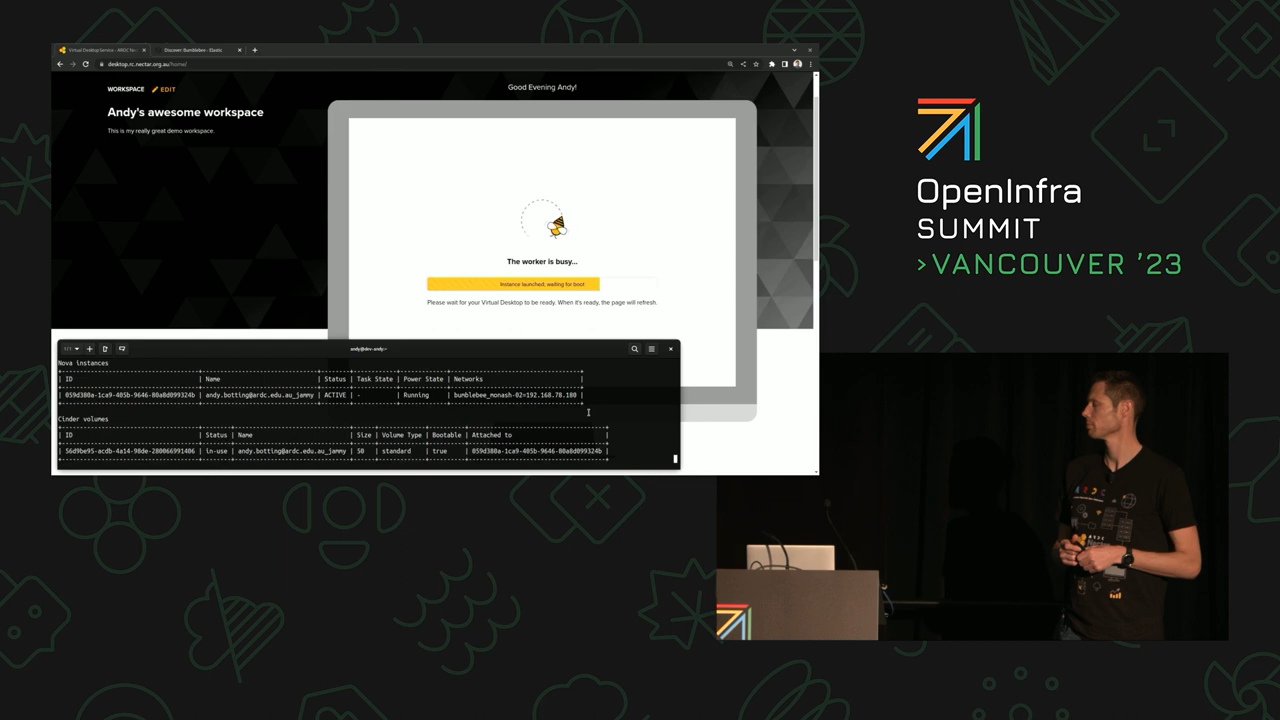 Virtual Desktop Service - ARDC Ne
Discover: Bumblebee - Elastic
desktop.rc.nectar.org.au/home/
WORKSPACE EDIT
Good Evening Andy!
Andy's awesome workspace
This is my really great demo workspace
The worker is busy...
Instance launched; waiting for boot
Please wait for your Virtual Desktop to be ready. When it's ready, the page will refresh.
andy@dev-andy:~
Nova instances
| ID | Name | Status | Task State | Power State | Networks |
| 059d380a-1ca9-405b-9646-80a8d099324b | andy.botting@ardc.edu.au_jammy | ACTIVE | - | Running | bumblebee_monash-02=192.168.78.180 |
Cinder volumes
| ID | Status | Name | Size | Volume Type | Bootable | Attached to |
| 56d9be95-acdb-4a14-98de-280066991406 | in-use | andy.botting@ardc.edu.au_jammy | 50 | standard | true | 059d380a-1ca9-405b-9646-80a8d099324b |
OpenInfra
SUMMIT
>VANCOUVER '23
ARDC
Nectar